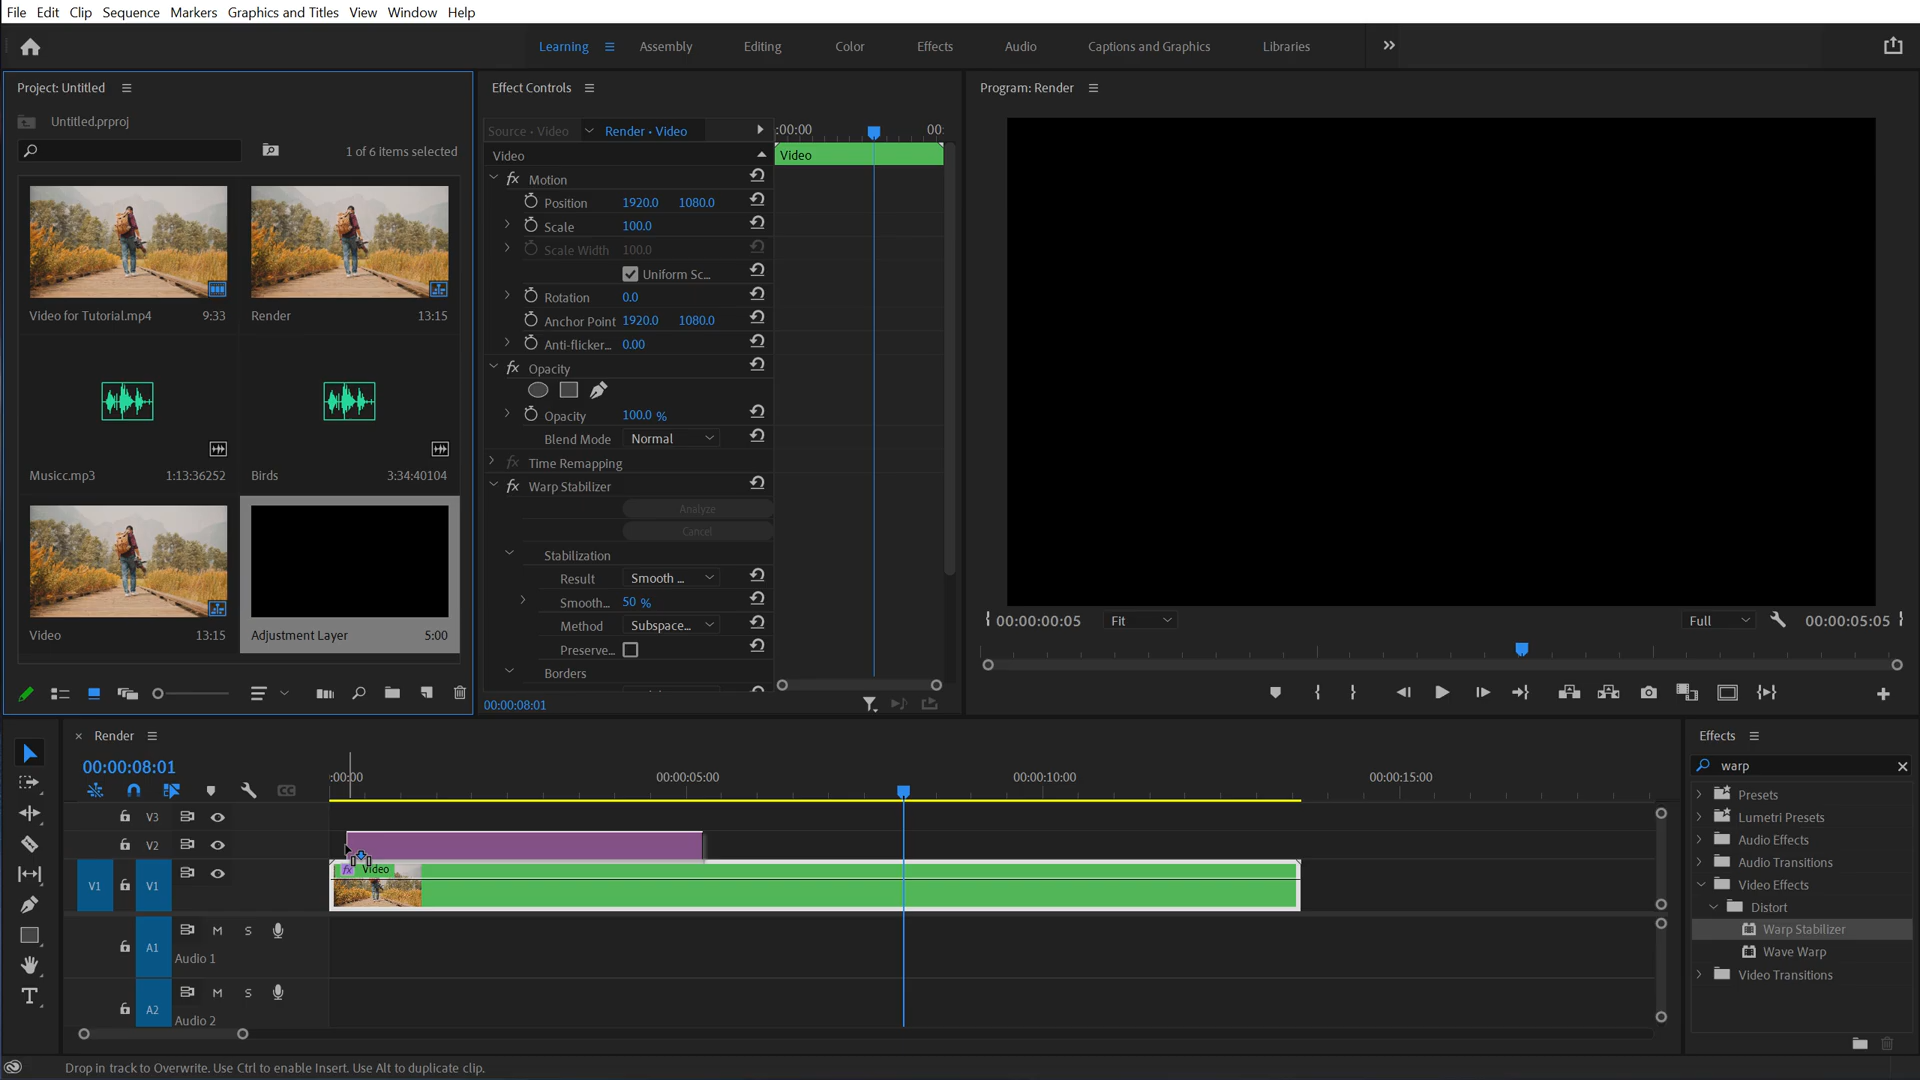 File Edit Clip Sequence Markers Graphics and Titles View Window Help
Learning Assembly Editing Color Effects Audio Captions and Graphics Libraries
Project: Untitled
Untitled.prproj
1 of 6 items selected
Video for Tutorial.mp4 9:33
Render 13:15
Musicc.mp3 1:13:36252
Birds 3:34:40104
Video 13:15
Adjustment Layer 5:00
Effect Controls
Source • Video Render • Video :00:00 00:
Video Video
fx Motion
Position 1920.0 1080.0
Scale 100.0
Scale Width 100.0
Uniform Sc...
Rotation 0.0
Anchor Point 1920.0 1080.0
Anti-flicker... 0.00
fx Opacity
Opacity 100.0 %
Blend Mode Normal
fx Time Remapping
fx Warp Stabilizer
Analyze
Cancel
Stabilization
Result Smooth ...
Smooth... 50 %
Method Subspace...
Preserve...
Borders
00:00:08:01
Program: Render
00:00:00:05 Fit Full 00:00:05:05
Render
00:00:08:01
:00:00 00:00:05:00 00:00:10:00 00:00:15:00
CC
V3
V2
V1 V1
fx Video
A1 M S
Audio 1
A2 M S
Audio 2
Effects
warp
Presets
Lumetri Presets
Audio Effects
Audio Transitions
Video Effects
Distort
Warp Stabilizer
Wave Warp
Video Transitions
Drop in track to Overwrite. Use Ctrl to enable Insert. Use Alt to duplicate clip.